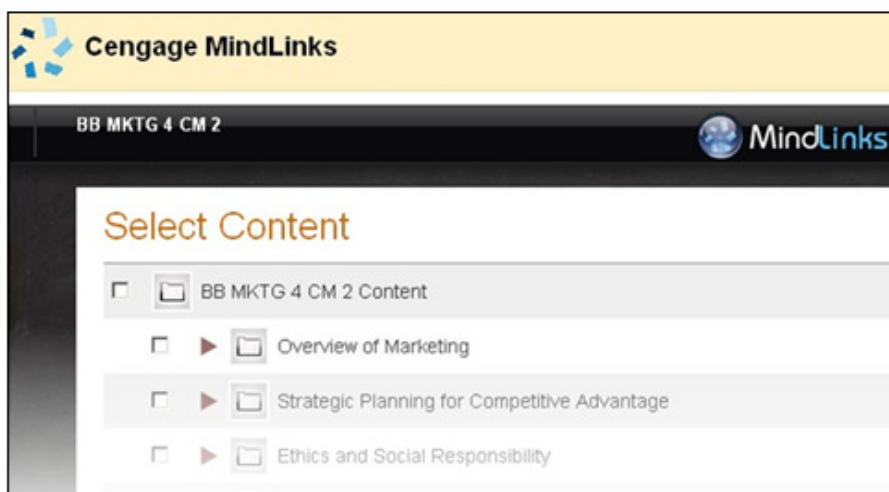 Cengage MindLinks
BB MKTG 4 CM 2
MindLinks
Select Content
BB MKTG 4 CM 2 Content
Overview of Marketing
Strategic Planning for Competitive Advantage
Ethics and Social Responsibility